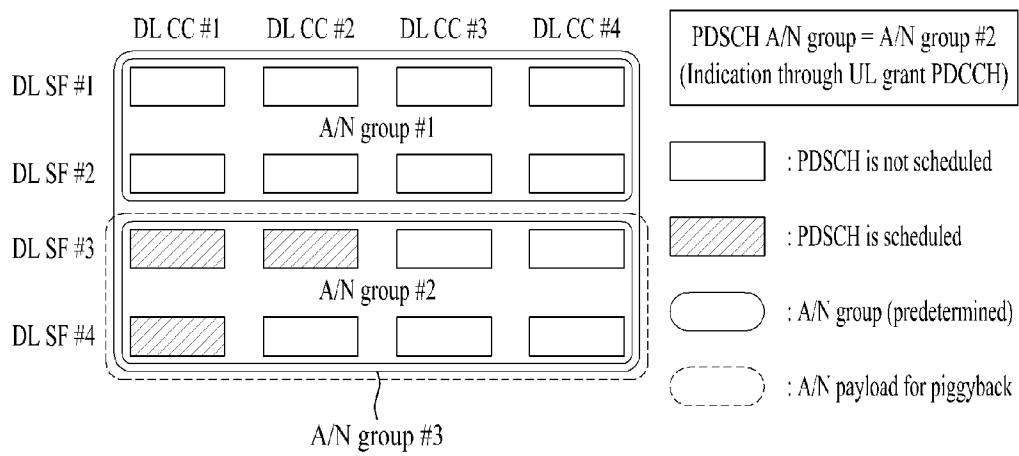 DL CC #1 DL CC #2 DL CC #3 DL CC #4
DL SF #1
A/N group #1
DL SF #2
DL SF #3
A/N group #2
DL SF #4
A/N group #3
PDSCH A/N group = A/N group #2
(Indication through UL grant PDCCH)
: PDSCH is not scheduled
: PDSCH is scheduled
: A/N group (predetermined)
: A/N payload for piggyback